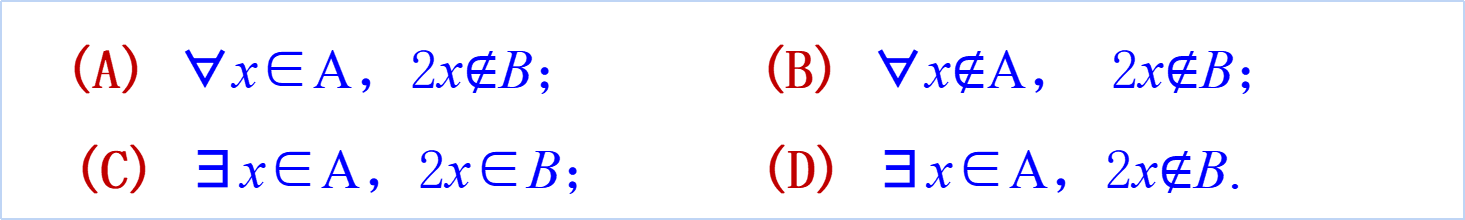 (A) ∀x∈A，2x∉B； (B) ∀x∉A， 2x∉B；
(C) ∃x∈A，2x∈B； (D) ∃x∈A，2x∉B.